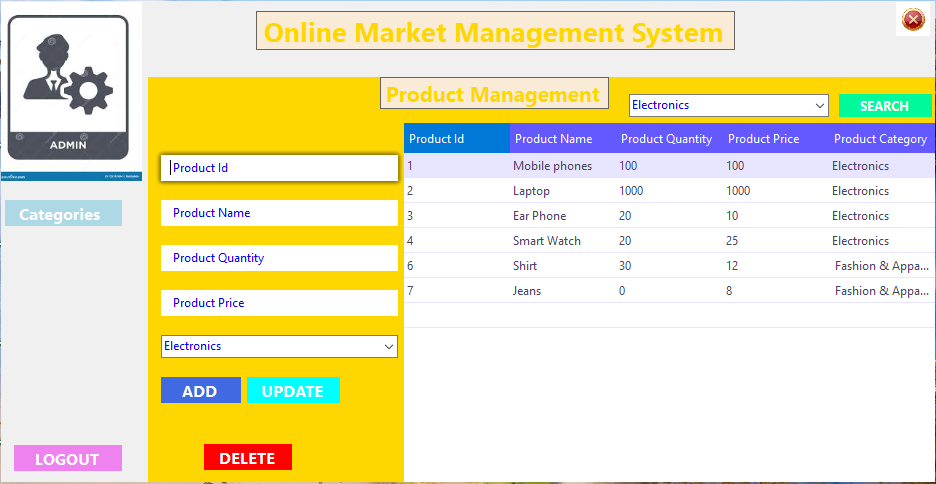 Online Market Management System
ADMIN
Product Management
Electronics
SEARCH
Product Id Product Name Product Quantity Product Price Product Category
1 Mobile phones 100 100 Electronics
2 Laptop 1000 1000 Electronics
3 Ear Phone 20 10 Electronics
4 Smart Watch 20 25 Electronics
6 Shirt 30 12 Fashion & Appa...
7 Jeans 0 8 Fashion & Appa...
Product Id
Product Name
Product Quantity
Product Price
Electronics
ADD
UPDATE
DELETE
Categories
LOGOUT